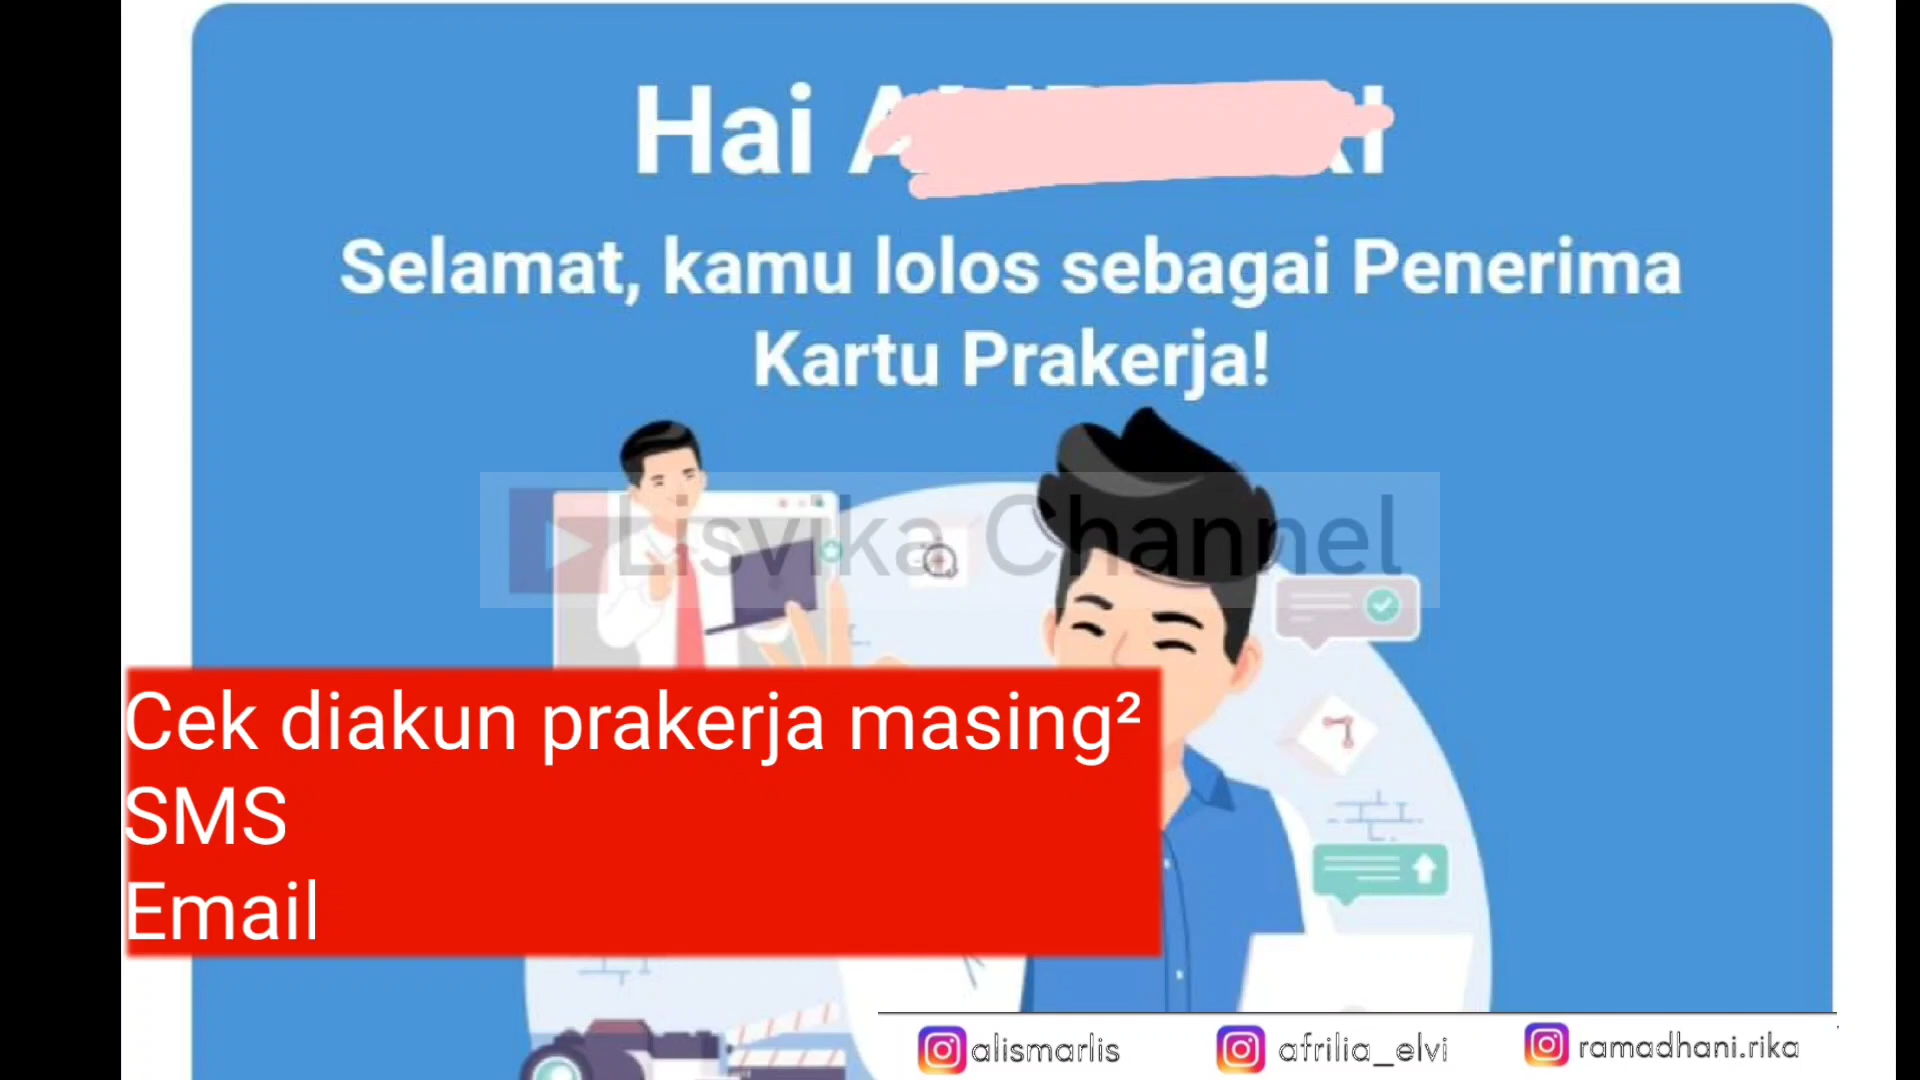 Hai
Selamat, kamu lolos sebagai Penerima
Kartu Prakerja!
Lisvika Channel
Cek diakun prakerja masing²
SMS
Email
alismarlis
afrilia_elvi
ramadhani.rika